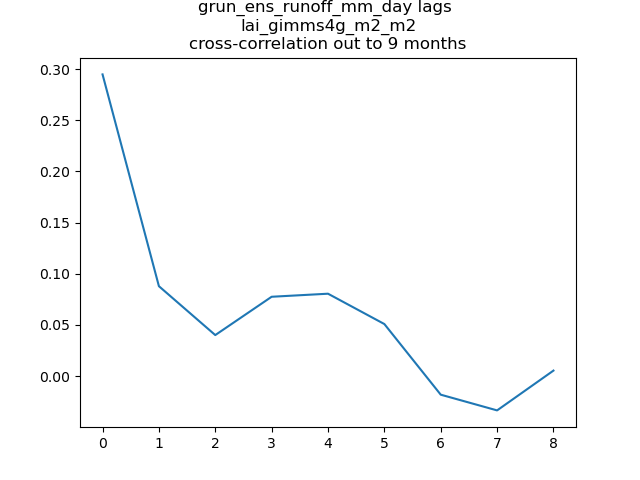 grun_ens_runoff_mm_day lags
lai_gimms4g_m2_m2
cross-correlation out to 9 months
0.30
0.25
0.20
0.15
0.10
0.05
0.00
0 1 2 3 4 5 6 7 8